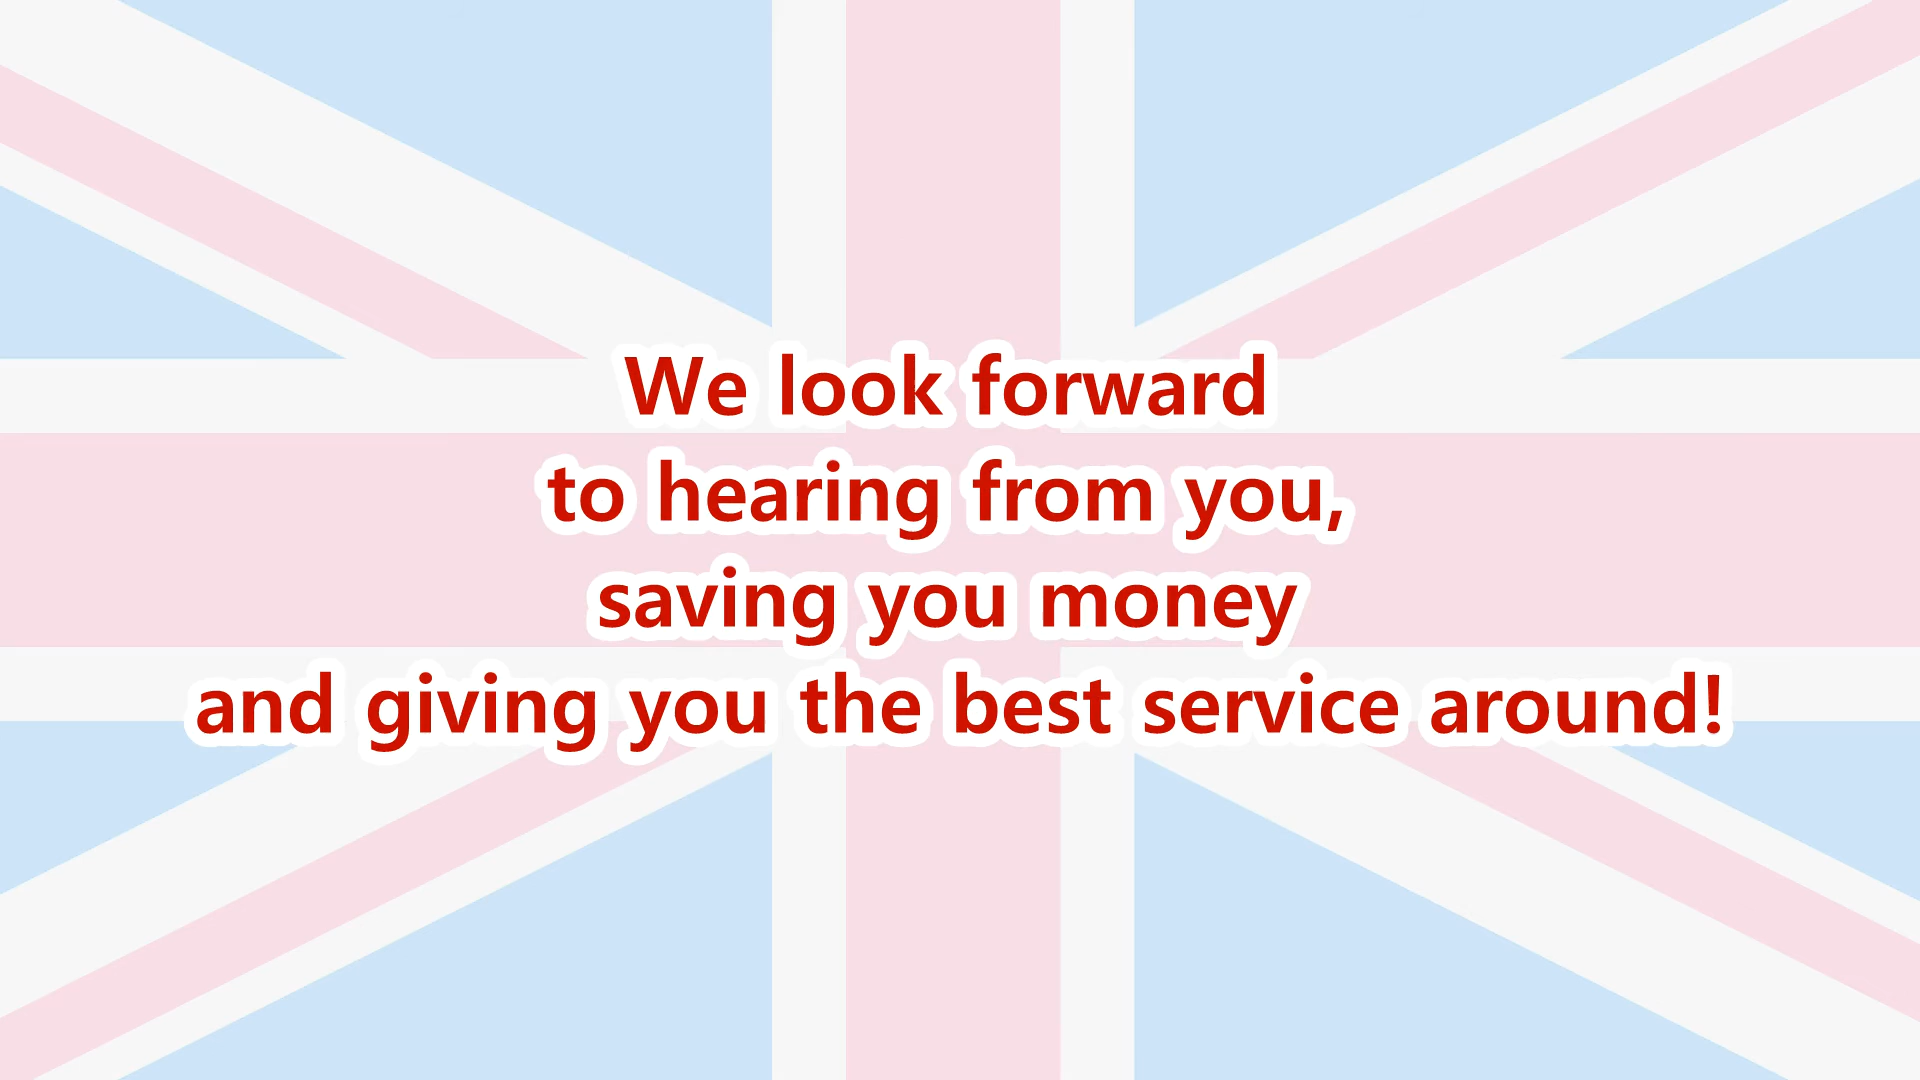 We look forward
to hearing from you,
saving you money
and giving you the best service around!